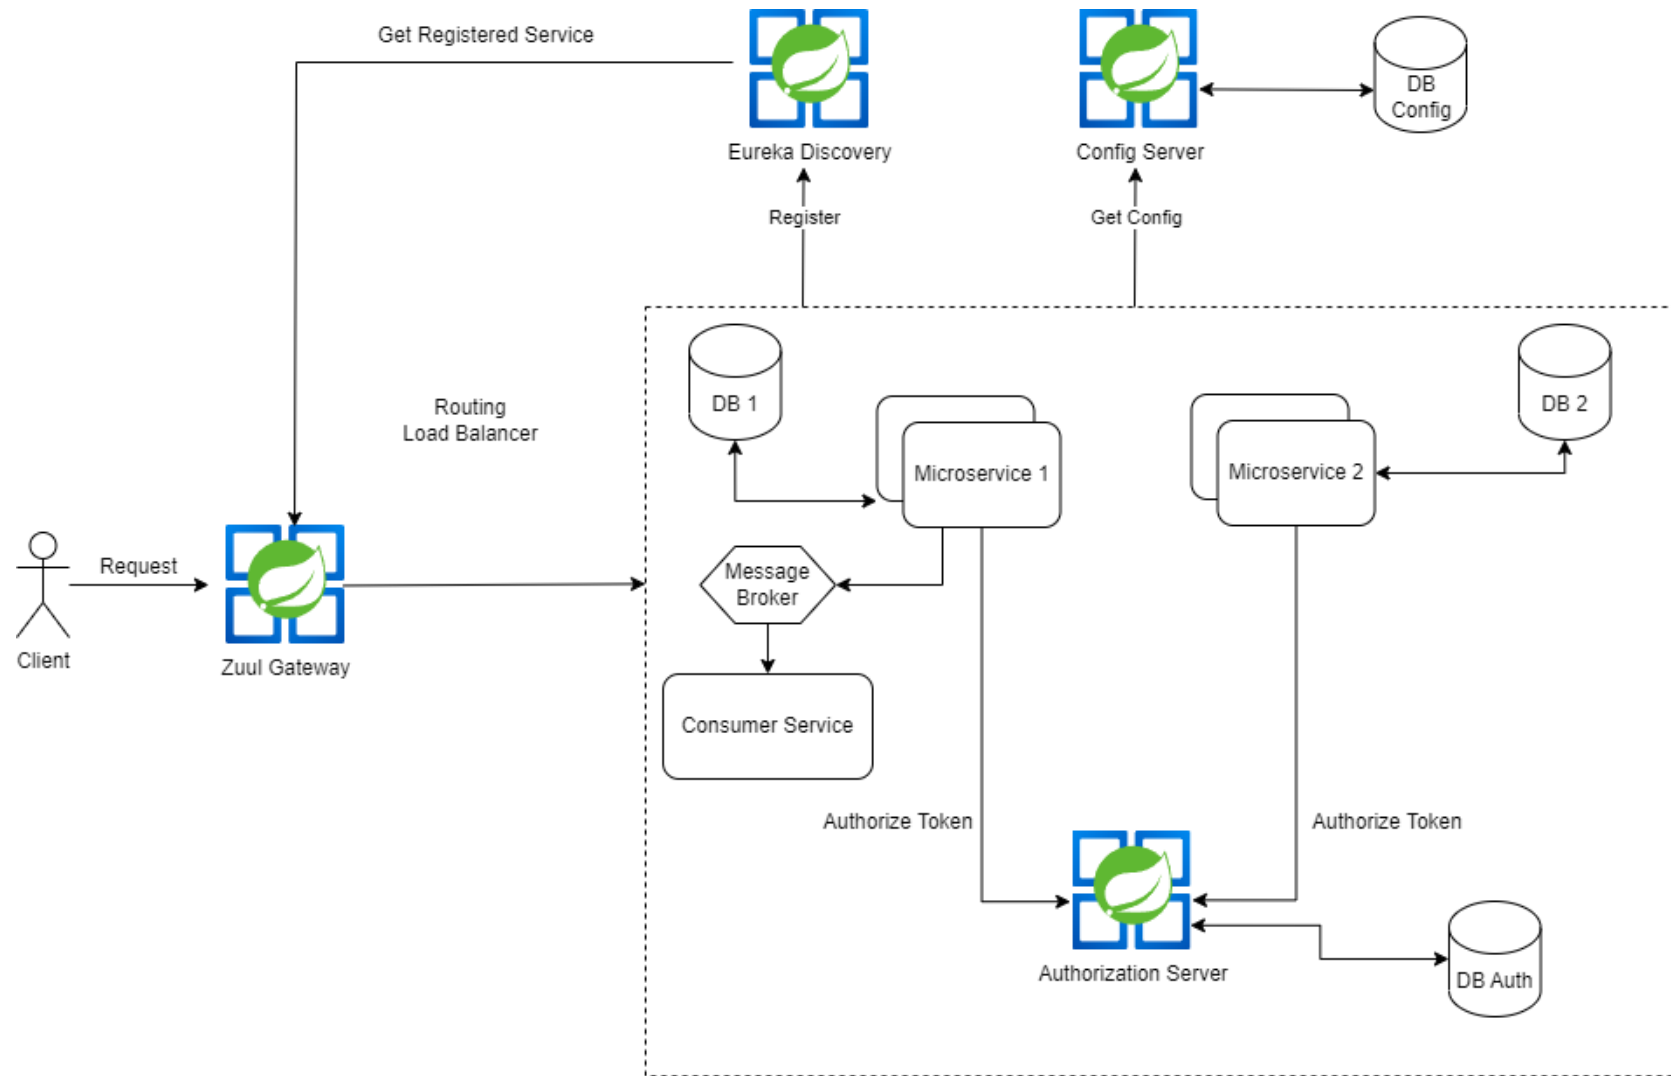 Get Registered Service
DB
Config
Eureka Discovery
Config Server
Register
Get Config
DB 1
DB 2
Routing
Load Balancer
Microservice 1
Microservice 2
Request
Message
Broker
Client
Zuul Gateway
Consumer Service
Authorize Token
Authorize Token
Authorization Server
DB Auth